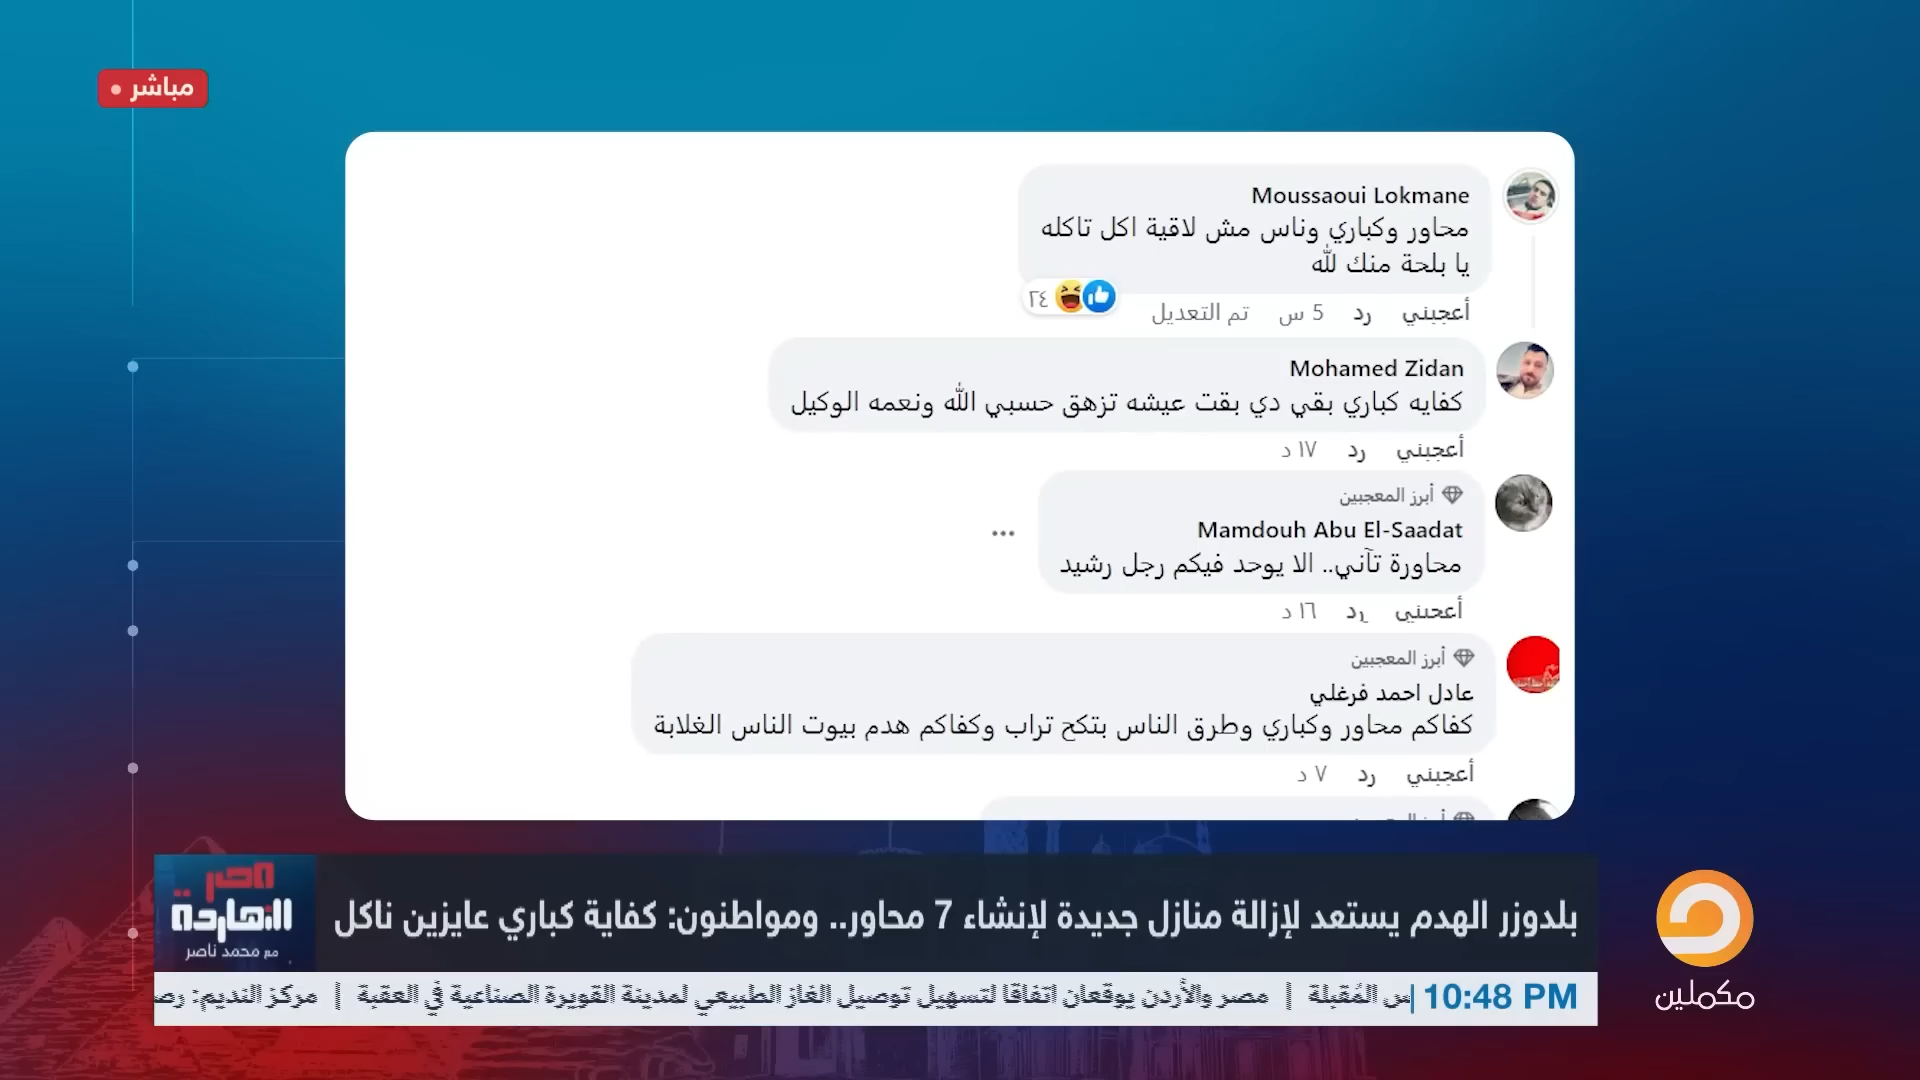 مباشر
Moussaoui Lokmane
محاور وكباري وناس مش لاقية اكل تاكله
يا بلحة منك لله
أعجبني رد 5 س تم التعديل ٢٤
Mohamed Zidan
كفايه كباري بقي دي بقت عيشه تزهق حسبي الله ونعمه الوكيل
أعجبني رد ١٧ د
أبرز المعجبين
Mamdouh Abu El-Saadat
محاورة تآني.. الا يوحد فيكم رجل رشيد
أعجبني رد ١٦ د
أبرز المعجبين
عادل احمد فرغلي
كفاكم محاور وكباري وطرق الناس بتكح تراب وكفاكم هدم بيوت الناس الغلابة
أعجبني رد ٧ د
بلدوزر الهدم يستعد لإزالة منازل جديدة لإنشاء 7 محاور.. ومواطنون: كفاية كباري عايزين ناكل
مصر
النهاردة
مع محمد ناصر
10:48 PM
المُقبلة | مصر والأردن يوقعان اتفاقا لتسهيل توصيل الغاز الطبيعي لمدينة القويرة الصناعية في العقبة | مركز النديم:
مكملين